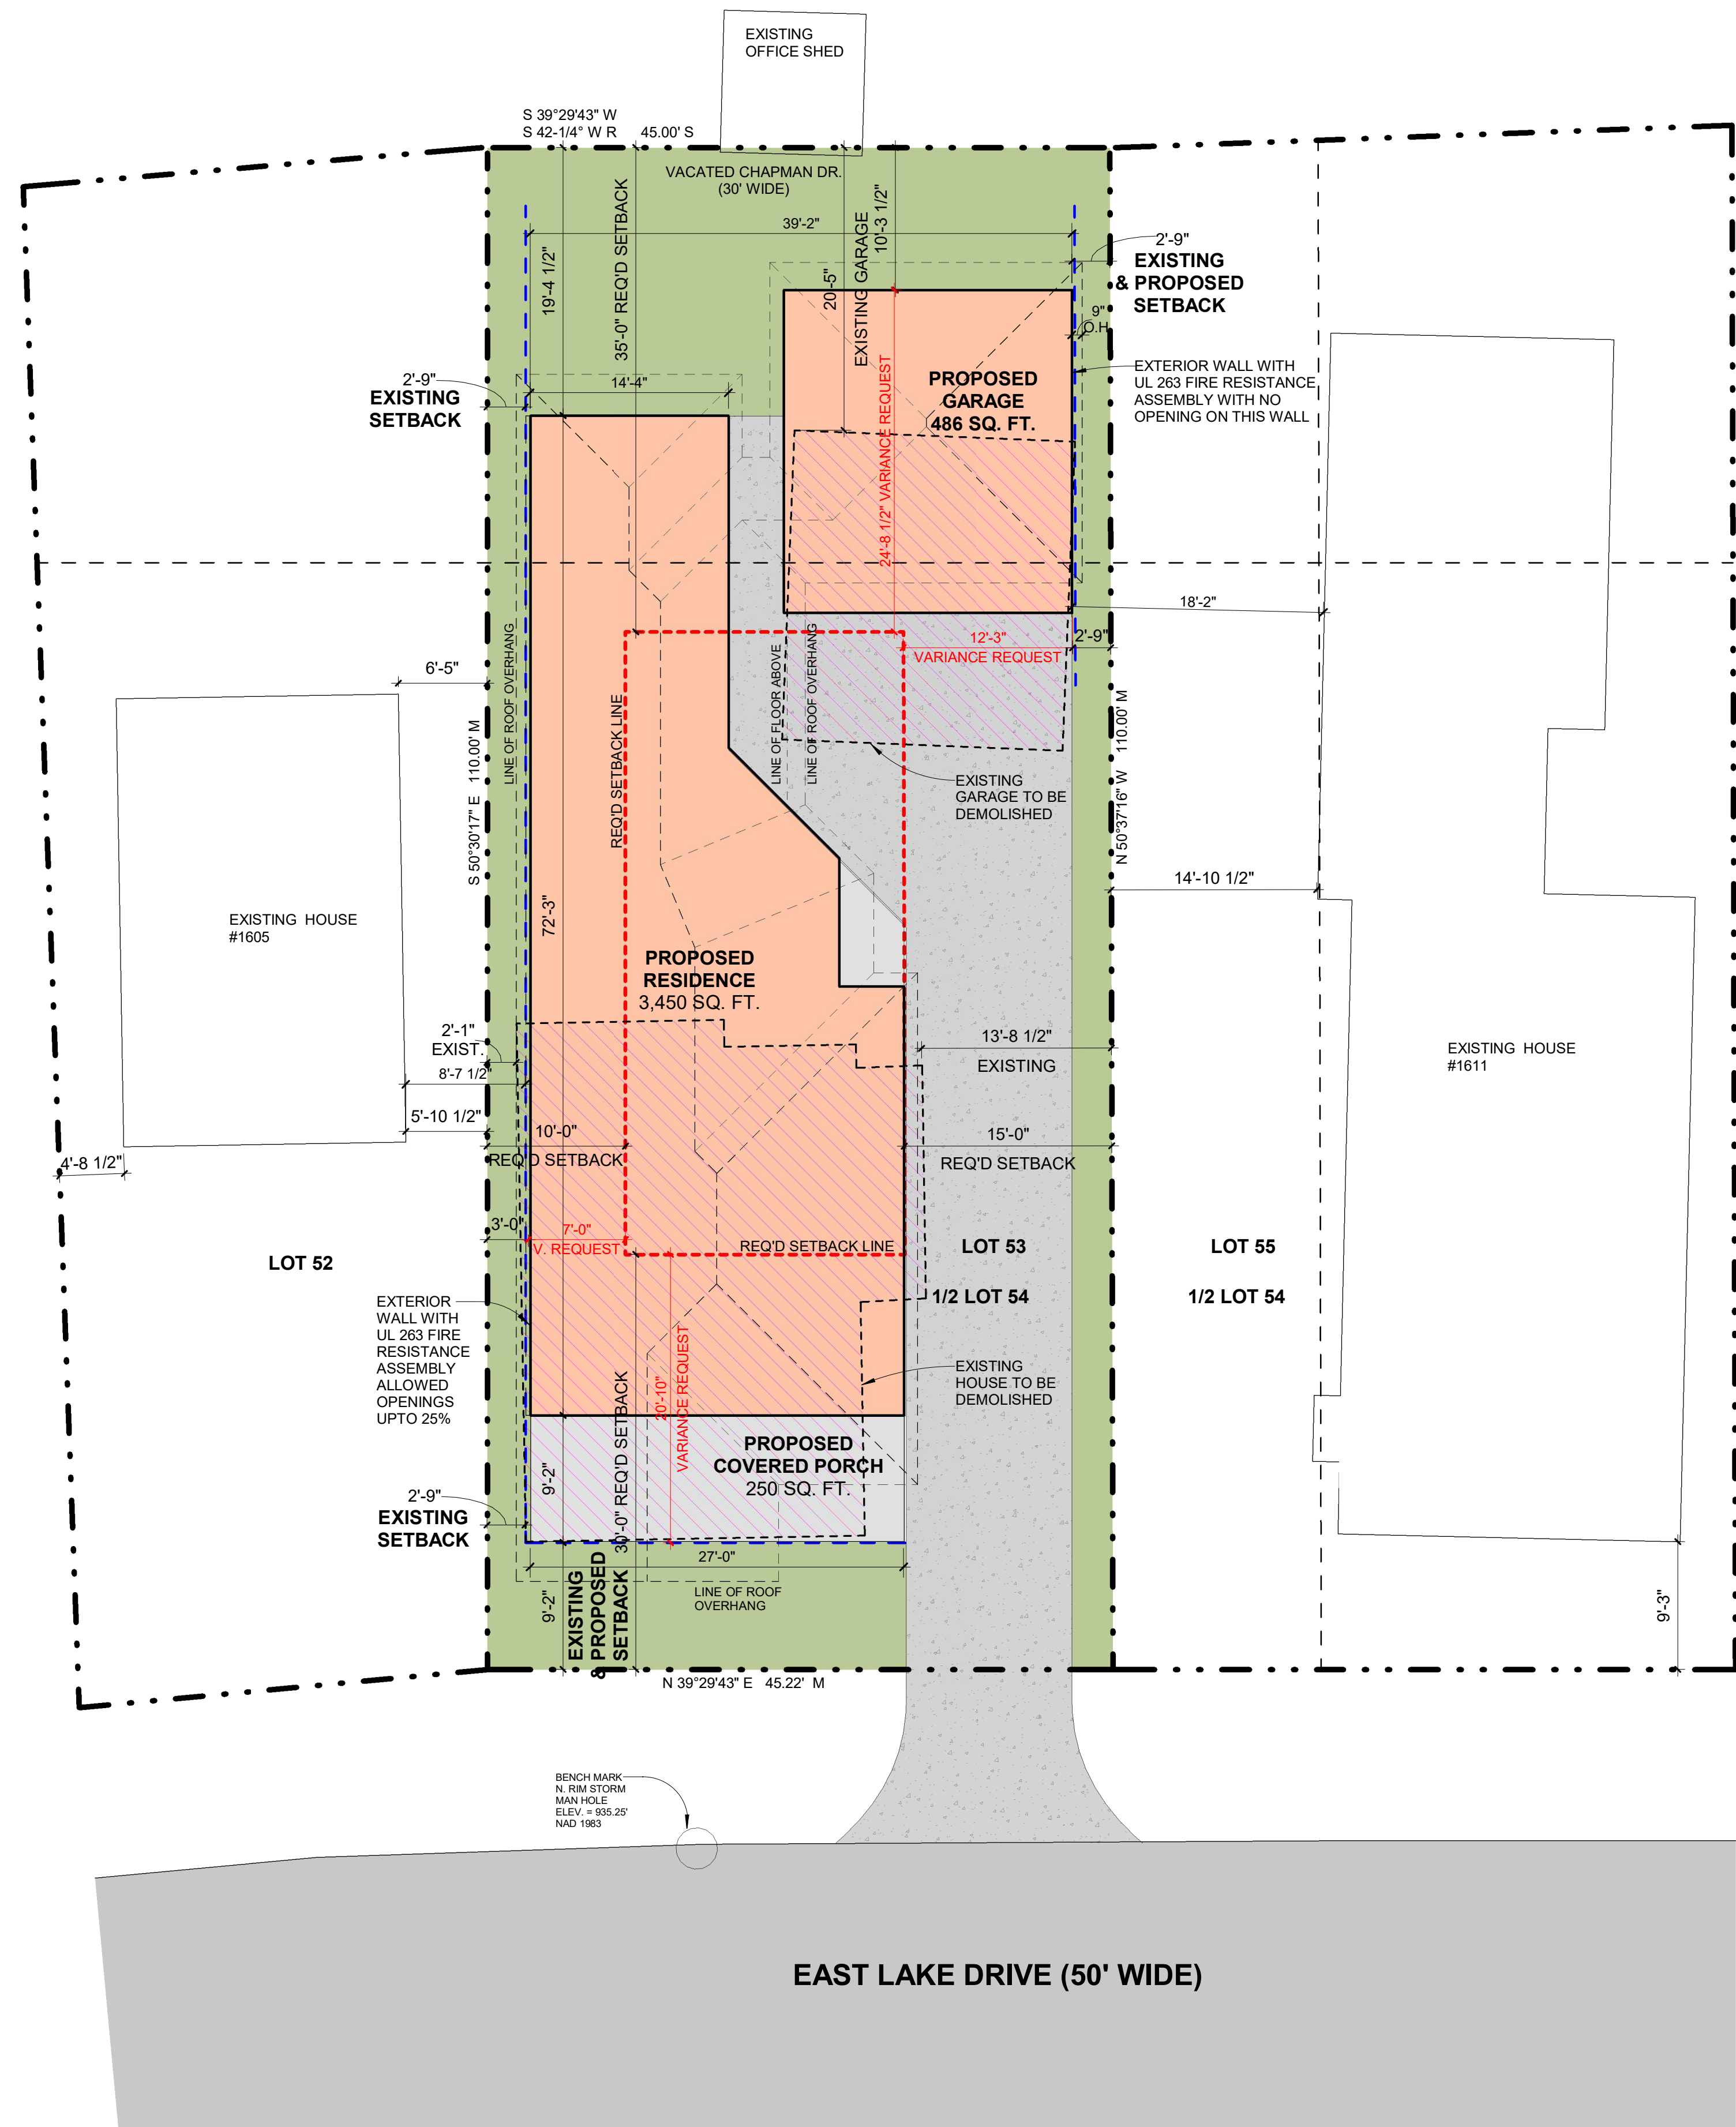 EXISTING
OFFICE SHED
S 39°29'43" W
S 42-1/4° W R 45.00' S
VACATED CHAPMAN DR.
(30' WIDE)
39'-2"
19'-4 1/2"
35'-0" REQ'D SETBACK
20'-5"
EXISTING GARAGE
10'-3 1/2"
2'-9"
EXISTING
& PROPOSED
SETBACK
9"
O.H
2'-9"
EXISTING
SETBACK
14'-4"
PROPOSED
GARAGE
486 SQ. FT.
EXTERIOR WALL WITH
UL 263 FIRE RESISTANCE
ASSEMBLY WITH NO
OPENING ON THIS WALL
24'-8 1/2" VARIANCE REQUEST
18'-2"
12'-3"
VARIANCE REQUEST
2'-9"
6'-5"
LINE OF ROOF OVERHANG
REQ'D SETBACK LINE
LINE OF FLOOR ABOVE
LINE OF ROOF OVERHANG
S 50°30'17" E 110.00' M
N 50°37'16" W 110.00' M
EXISTING
GARAGE TO BE
DEMOLISHED
14'-10 1/2"
EXISTING HOUSE
#1605
72'-3"
PROPOSED
RESIDENCE
3,450 SQ. FT.
2'-1"
EXIST.
8'-7 1/2"
5'-10 1/2"
4'-8 1/2"
13'-8 1/2"
EXISTING
EXISTING HOUSE
#1611
10'-0"
REQ'D SETBACK
15'-0"
REQ'D SETBACK
3'-0"
7'-0"
V. REQUEST
REQ'D SETBACK LINE
LOT 52
LOT 53
1/2 LOT 54
LOT 55
1/2 LOT 54
EXTERIOR
WALL WITH
UL 263 FIRE
RESISTANCE
ASSEMBLY
ALLOWED
OPENINGS
UPTO 25%
20'-10"
VARIANCE REQUEST
EXISTING
HOUSE TO BE
DEMOLISHED
30'-0" REQ'D SETBACK
PROPOSED
COVERED PORCH
250 SQ. FT.
9'-2"
2'-9"
EXISTING
SETBACK
27'-0"
9'-2"
EXISTING
& PROPOSED
SETBACK
LINE OF ROOF
OVERHANG
9'-3"
N 39°29'43" E 45.22' M
BENCH MARK
N. RIM STORM
MAN HOLE
ELEV. = 935.25'
NAD 1983
EAST LAKE DRIVE (50' WIDE)